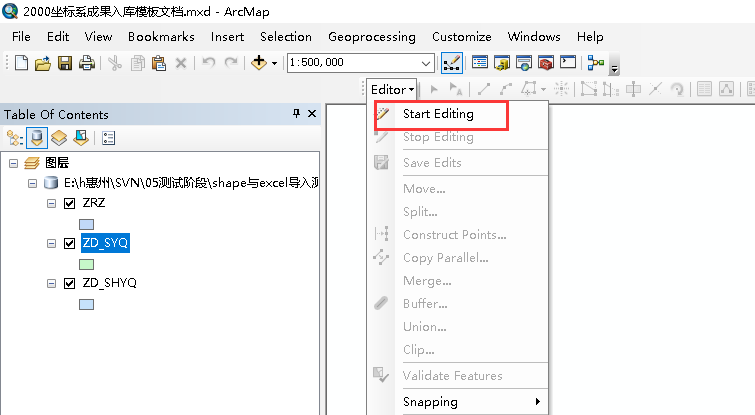 2000坐标系成果入库模板文档.mxd - ArcMap
File Edit View Bookmarks Insert Selection Geoprocessing Customize Windows Help
1:500,000
Editor
Table Of Contents
Start Editing
Stop Editing
Save Edits
Move...
Split...
Construct Points...
Copy Parallel...
Merge...
Buffer...
Union...
Clip...
Validate Features
Snapping
图层
E:\h惠州\SVN\05测试阶段\shape与excel导入测
ZRZ
ZD_SYQ
ZD_SHYQ